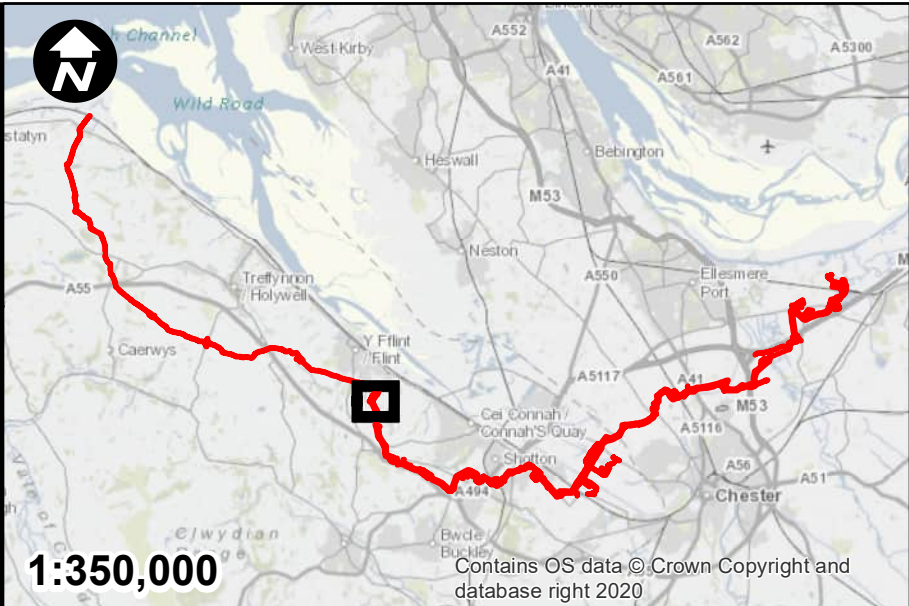 N
h Channel
West Kirby
A552
A562
A5300
A41
A561
Wild Road
statyn
Heswall
Bebington
M53
Neston
A550
Ellesmere
Port
M
A55
Treffynnon
/ Holywell
Caerwys
Y Fflint
/ Flint
A5117
A41
M53
Cei Connah /
Connah'S Quay
A5116
Shotton
A56
A51
A494
Chester
Clwydian
Bwcle
Buckley
1:350,000
Contains OS data © Crown Copyright and
database right 2020